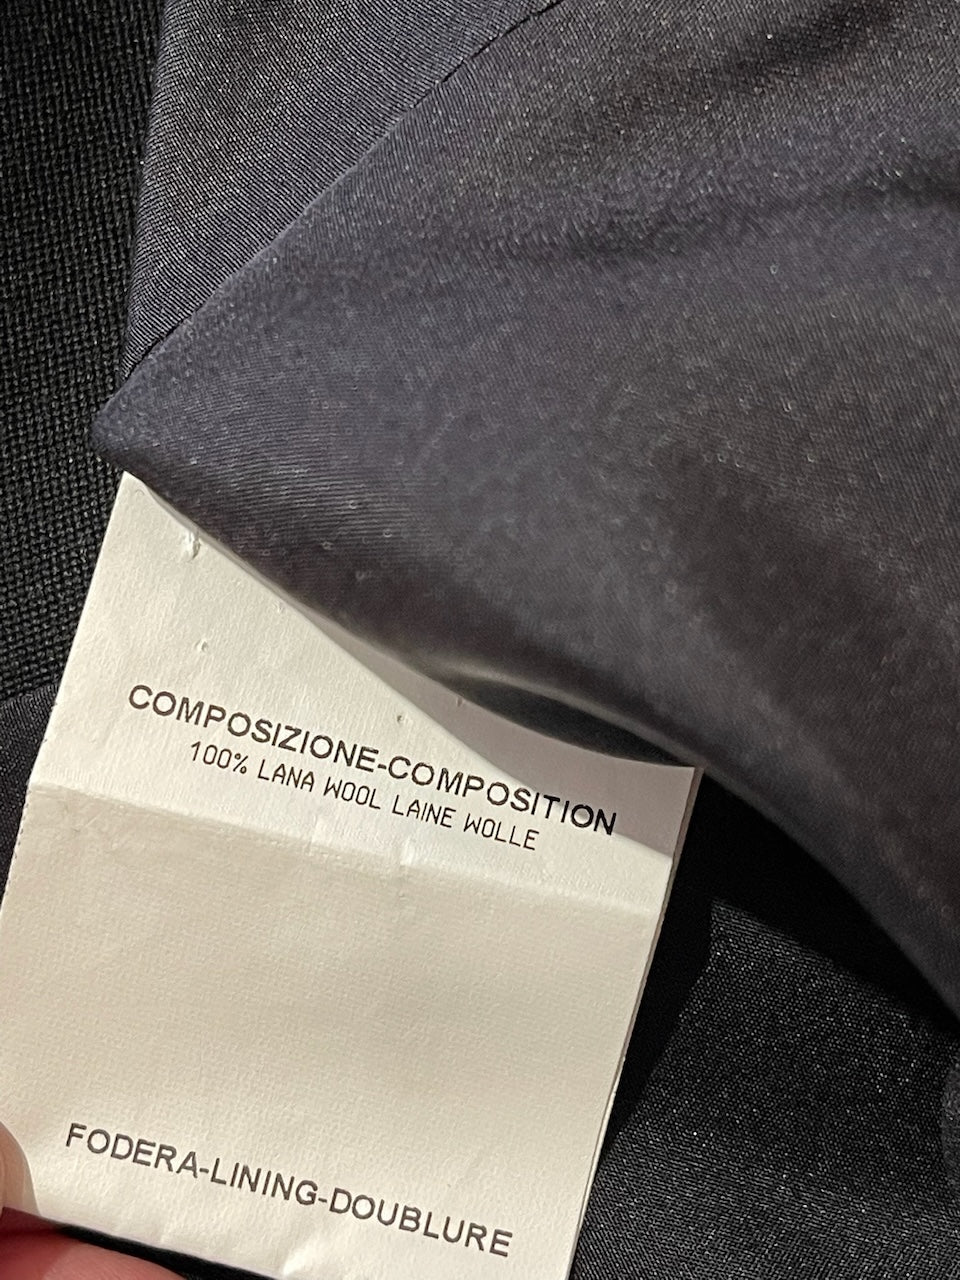 COMPOSIZIONE-COMPOSITION
100% LANA WOOL LAINE WOLLE
FODERA-LINING-DOUBLURE